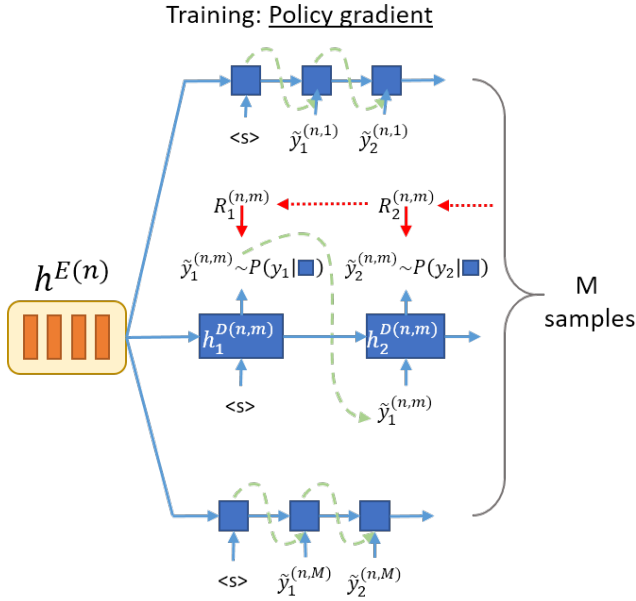 Training: Policy gradient
<s> ỹ₁^(n,1) ỹ₂^(n,1)
R₁^(n,m) R₂^(n,m)
ỹ₁^(n,m)~P(y₁|■) ỹ₂^(n,m)~P(y₂|■)
h^E(n)
h₁^D(n,m) h₂^D(n,m)
M
samples
<s> ỹ₁^(n,m)
<s> ỹ₁^(n,M) ỹ₂^(n,M)